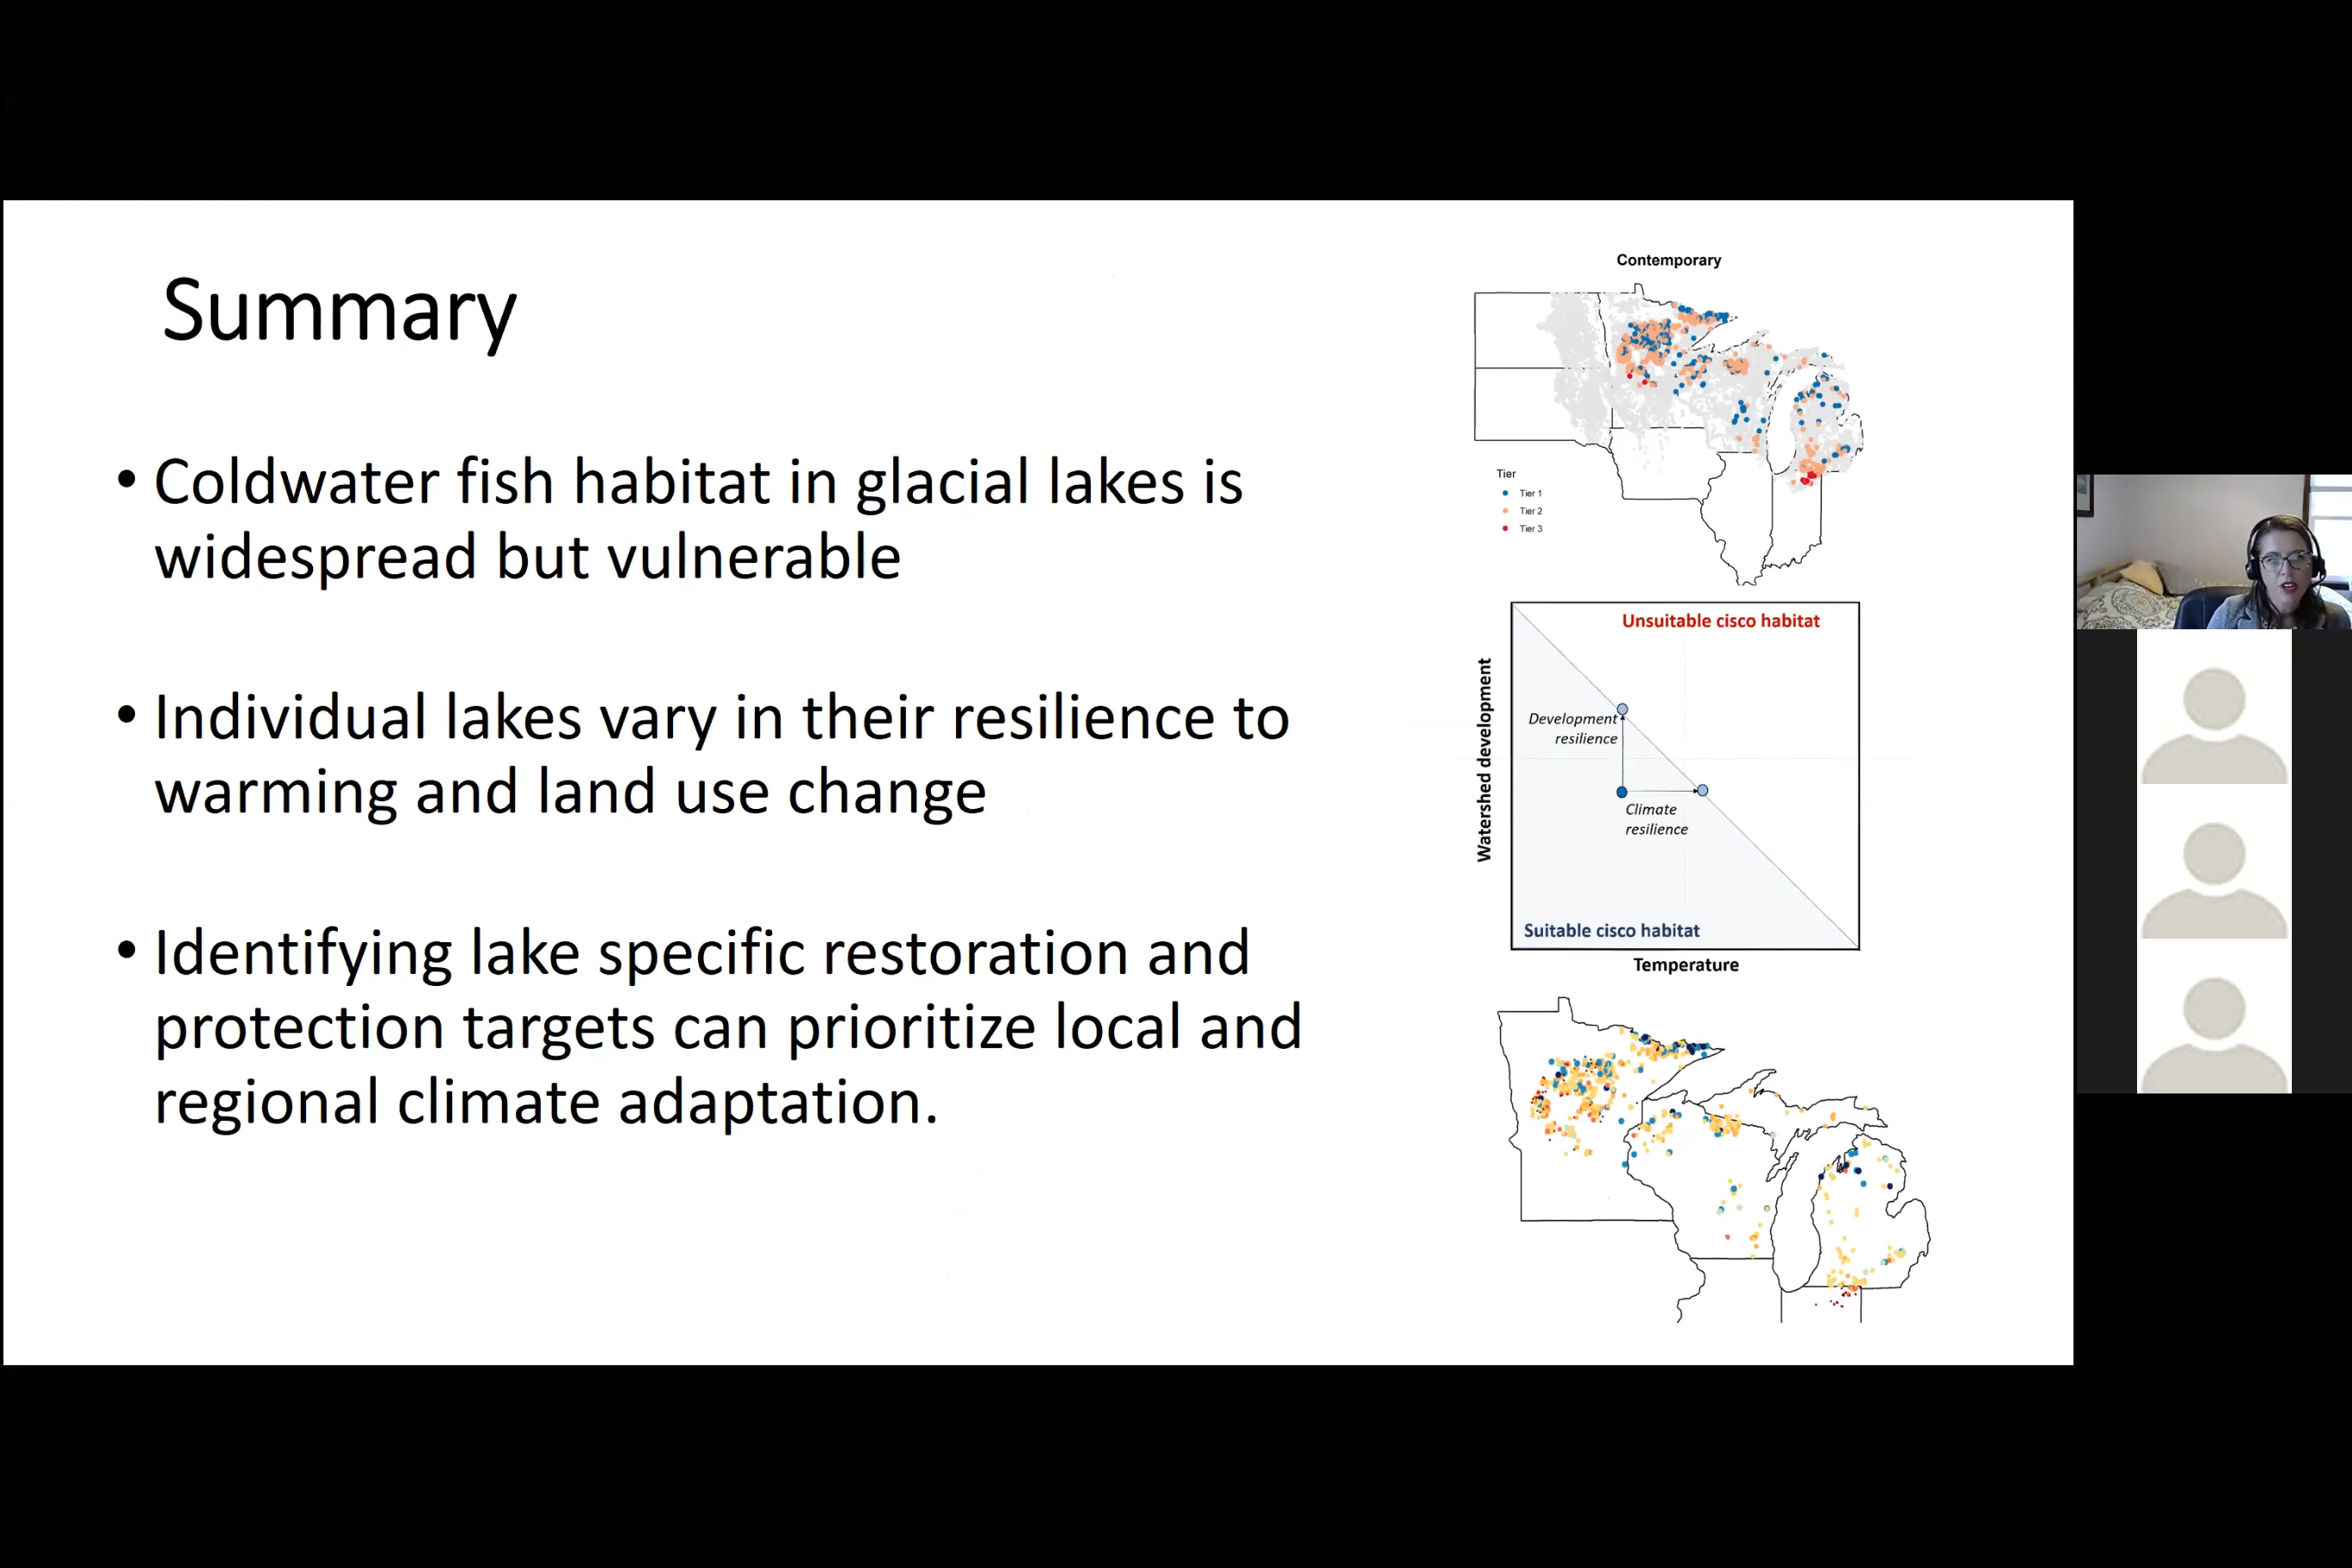 Summary
• Coldwater fish habitat in glacial lakes is
widespread but vulnerable
• Individual lakes vary in their resilience to
warming and land use change
• Identifying lake specific restoration and
protection targets can prioritize local and
regional climate adaptation.
Contemporary
Tier
Tier 1
Tier 2
Tier 3
Unsuitable cisco habitat
Watershed development
Development
resilience
Climate
resilience
Suitable cisco habitat
Temperature